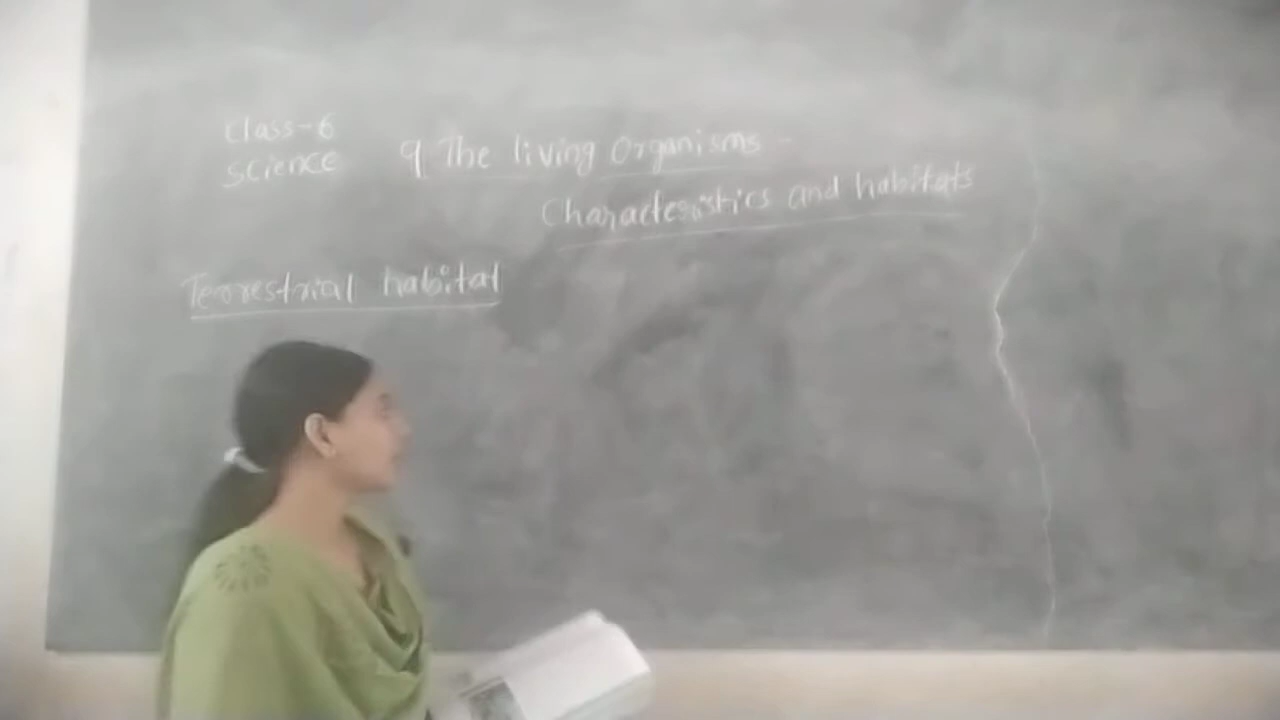 class-6
science
9 The living Organisms -
Characteristics and habitats
Terrestrial habitat